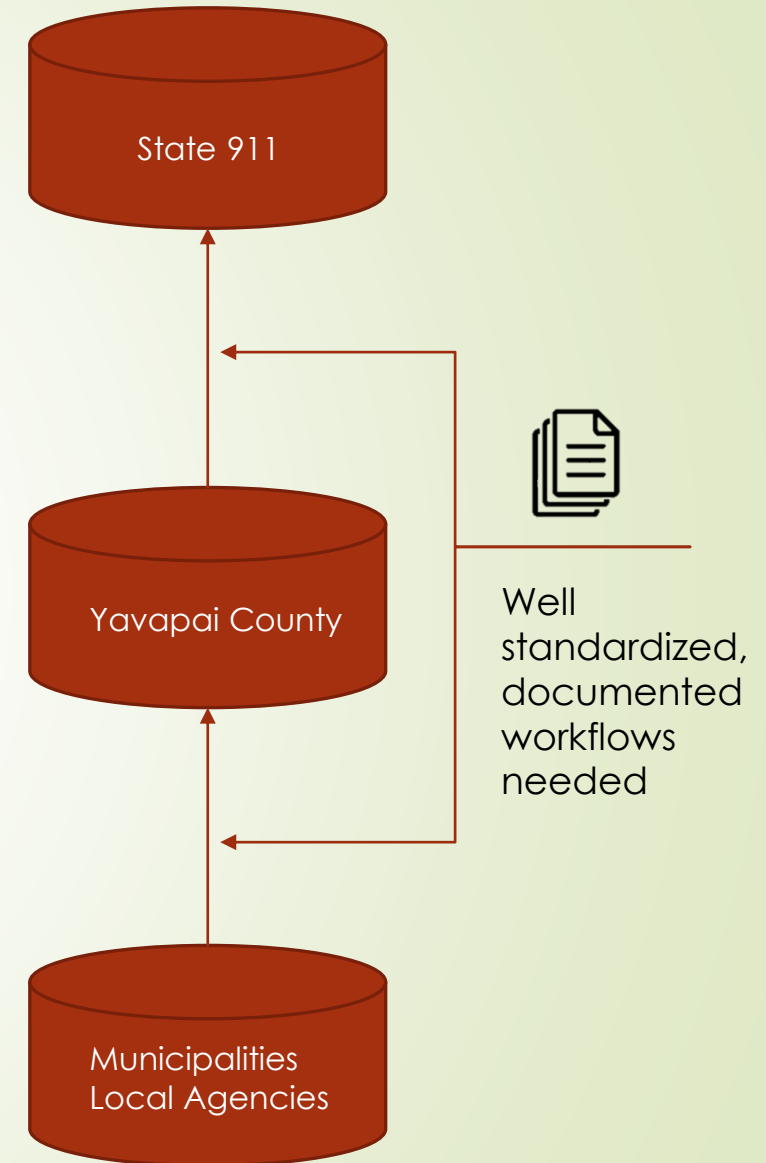 State 911
Yavapai County
Well
standardized,
documented
workflows
needed
Municipalities
Local Agencies